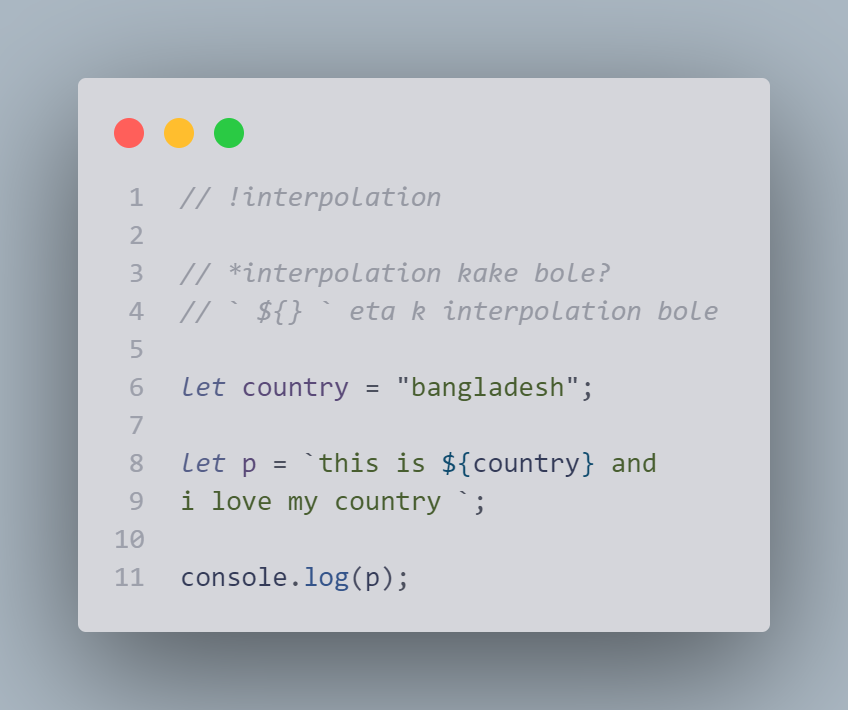 1 // !interpolation
2
3 // *interpolation kake bole?
4 // ` ${} ` eta k interpolation bole
5
6 let country = "bangladesh";
7
8 let p = `this is ${country} and
9 i love my country `;
10
11 console.log(p);